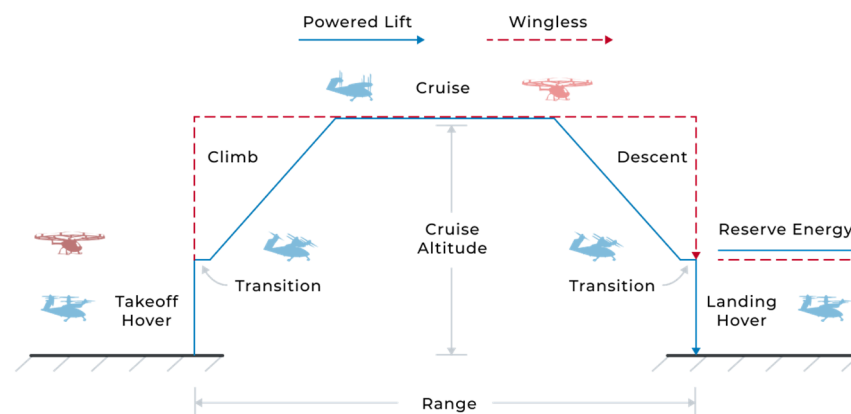 Powered Lift
Wingless
Cruise
Climb
Descent
Cruise
Altitude
Reserve Energy
Transition
Transition
Takeoff
Hover
Landing
Hover
Range